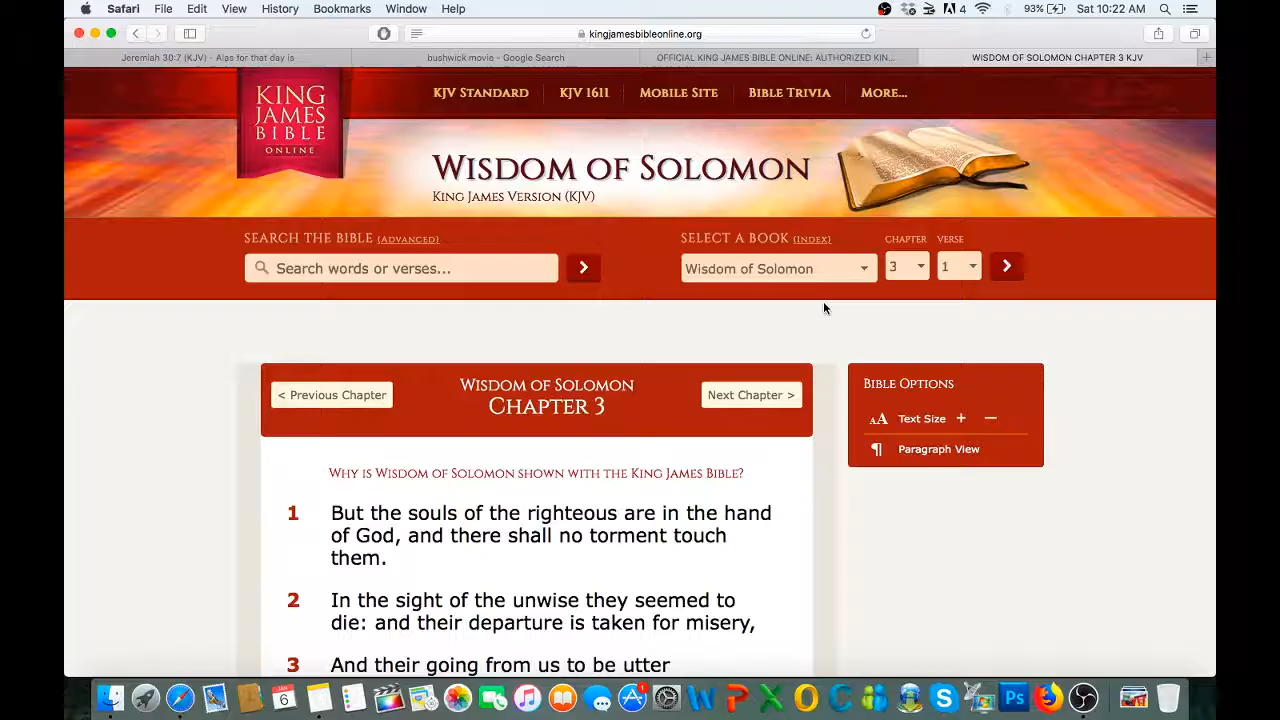 Safari File Edit View History Bookmarks Window Help
4 93% Sat 10:22 AM
kingjamesbibleonline.org
Jeremiah 30:7 (KJV) - Alas for that day is
bushwick movie - Google Search
OFFICIAL KING JAMES BIBLE ONLINE: AUTHORIZED KIN...
WISDOM OF SOLOMON CHAPTER 3 KJV
KING
JAMES
BIBLE
ONLINE
KJV STANDARD KJV 1611 MOBILE SITE BIBLE TRIVIA MORE...
WISDOM OF SOLOMON
KING JAMES VERSION (KJV)
SEARCH THE BIBLE (ADVANCED)
Search words or verses...
SELECT A BOOK (INDEX) CHAPTER VERSE
Wisdom of Solomon 3 1
< Previous Chapter
WISDOM OF SOLOMON
CHAPTER 3
Next Chapter >
BIBLE OPTIONS
AA Text Size + −
¶ Paragraph View
WHY IS WISDOM OF SOLOMON SHOWN WITH THE KING JAMES BIBLE?
1 But the souls of the righteous are in the hand
of God, and there shall no torment touch
them.
2 In the sight of the unwise they seemed to
die: and their departure is taken for misery,
3 And their going from us to be utter
JAN
6
1
Ps